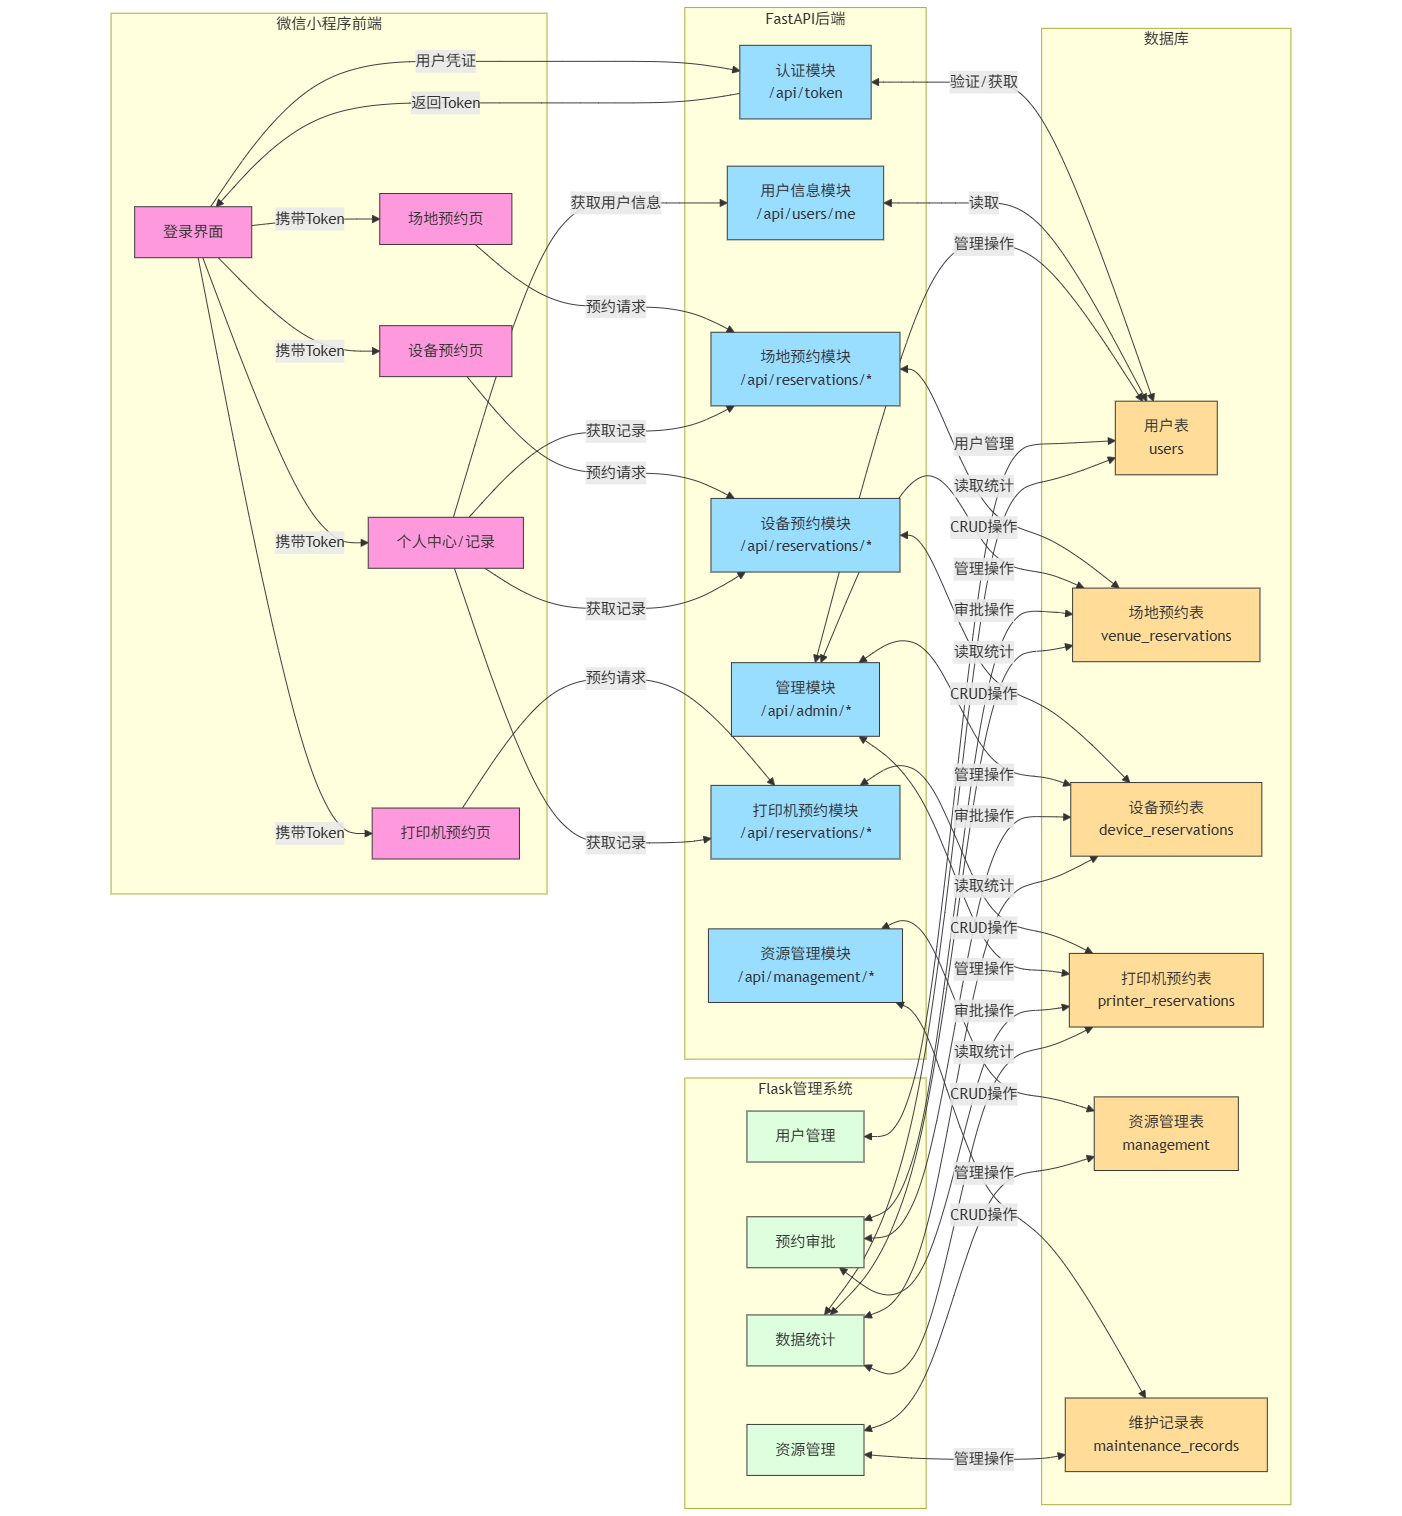 微信小程序前端
登录界面
用户凭证
返回Token
携带Token
场地预约页
携带Token
设备预约页
携带Token
个人中心/记录
携带Token
打印机预约页
获取用户信息
预约请求
获取记录
预约请求
获取记录
预约请求
获取记录
FastAPI后端
认证模块
/api/token
用户信息模块
/api/users/me
场地预约模块
/api/reservations/*
设备预约模块
/api/reservations/*
管理模块
/api/admin/*
打印机预约模块
/api/reservations/*
资源管理模块
/api/management/*
Flask管理系统
用户管理
预约审批
数据统计
资源管理
验证/获取
读取
管理操作
用户管理
读取统计
CRUD操作
管理操作
审批操作
读取统计
CRUD操作
管理操作
审批操作
读取统计
CRUD操作
管理操作
审批操作
读取统计
CRUD操作
管理操作
CRUD操作
管理操作
数据库
用户表
users
场地预约表
venue_reservations
设备预约表
device_reservations
打印机预约表
printer_reservations
资源管理表
management
维护记录表
maintenance_records